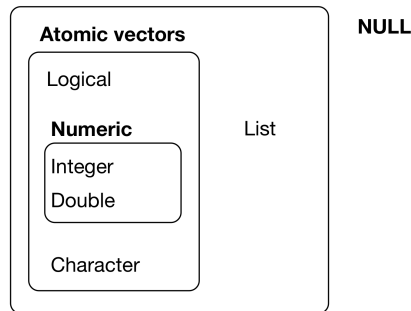 NULL
Atomic vectors
Logical
Numeric
List
Integer
Double
Character